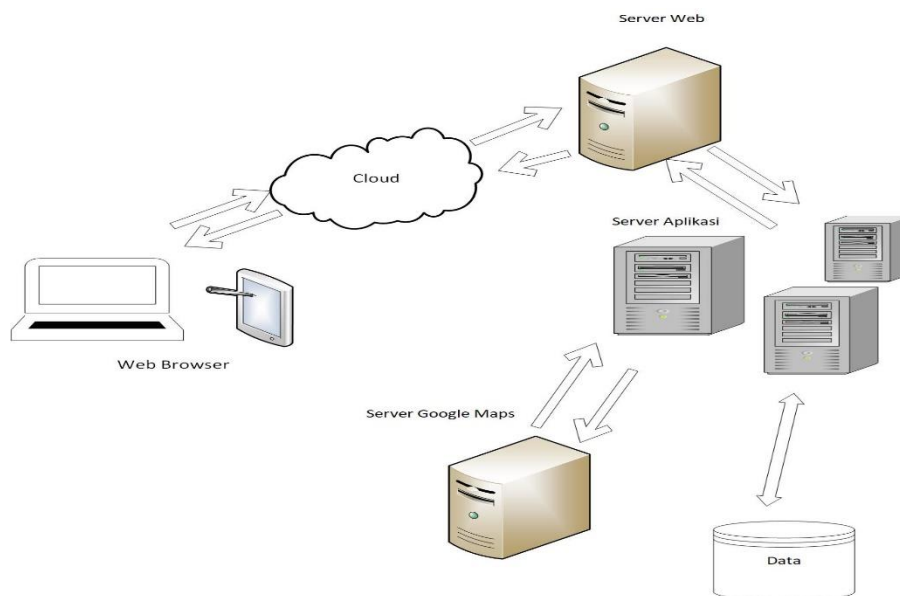 Server Web
Cloud
Server Aplikasi
Web Browser
Server Google Maps
Data